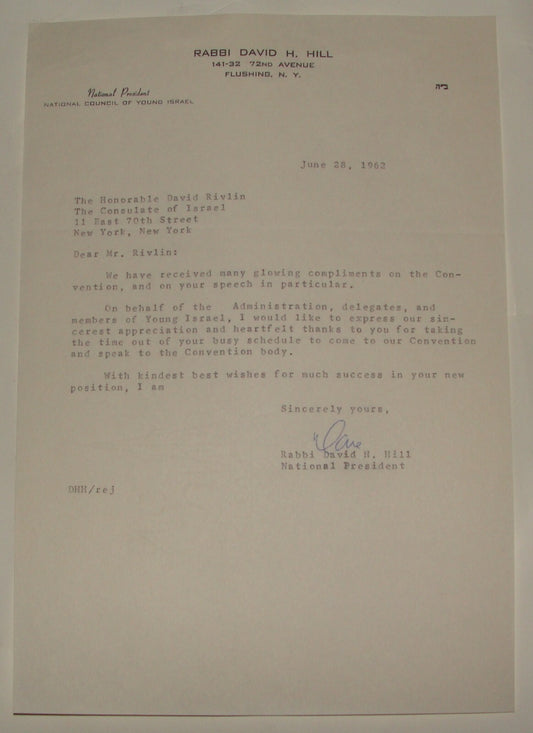 RABBI DAVID H. HILL
141-32 72ND AVENUE
FLUSHING, N. Y.
National President
NATIONAL COUNCIL OF YOUNG ISRAEL
ב״ה
June 28, 1962
The Honorable David Rivlin
The Consulate of Israel
11 East 70th Street
New York, New York
Dear Mr. Rivlin:
We have received many glowing compliments on the Con-
vention, and on your speech in particular.
On behalf of the Administration, delegates, and
members of Young Israel, I would like to express our sin-
cerest appreciation and heartfelt thanks to you for taking
the time out of your busy schedule to come to our Convention
and speak to the Convention body.
With kindest best wishes for much success in your new
position, I am
Sincerely yours,
"Dave
Rabbi David H. Hill
National President
DHH/rej